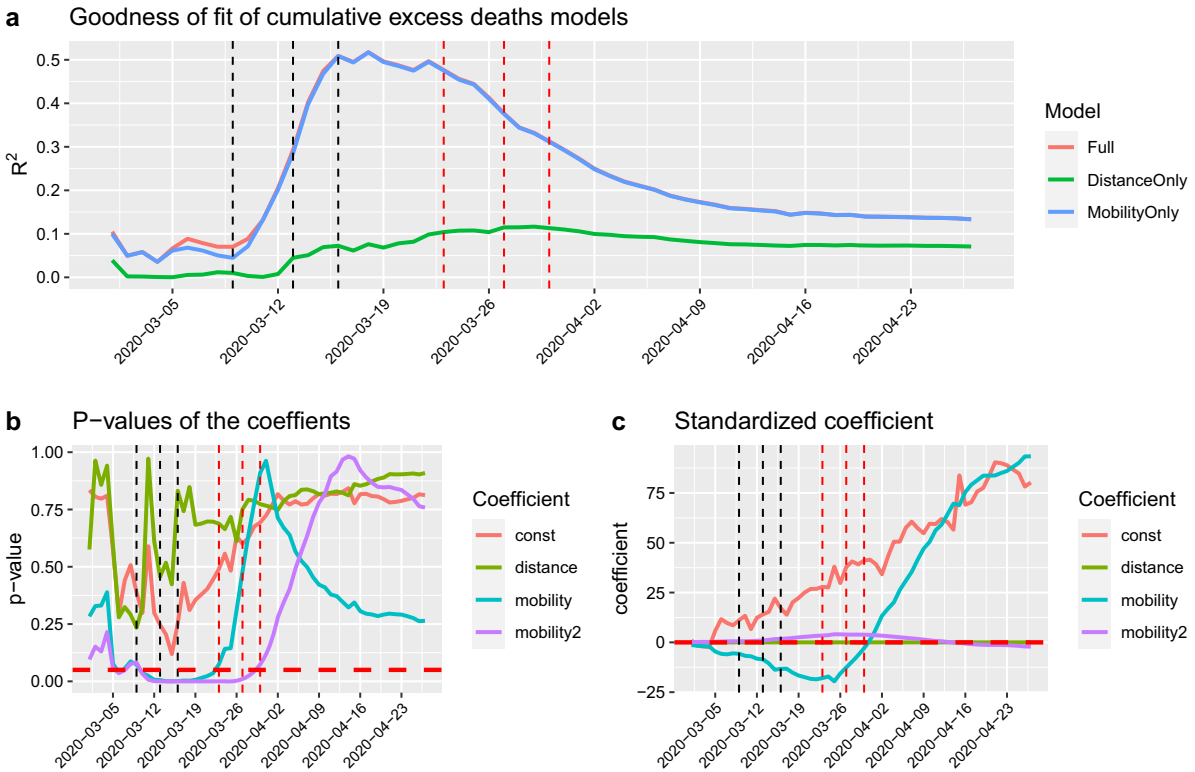 a Goodness of fit of cumulative excess deaths models
0.5
0.4
0.3
0.2
0.1
0.0
R²
2020−03−05
2020−03−12
2020−03−19
2020−03−26
2020−04−02
2020−04−09
2020−04−16
2020−04−23
Model
Full
DistanceOnly
MobilityOnly
b P−values of the coeffients
1.00
0.75
0.50
0.25
0.00
p−value
2020−03−05
2020−03−12
2020−03−19
2020−03−26
2020−04−02
2020−04−09
2020−04−16
2020−04−23
Coefficient
const
distance
mobility
mobility2
c Standardized coefficient
75
50
25
0
−25
coefficient
2020−03−05
2020−03−12
2020−03−19
2020−03−26
2020−04−02
2020−04−09
2020−04−16
2020−04−23
Coefficient
const
distance
mobility
mobility2